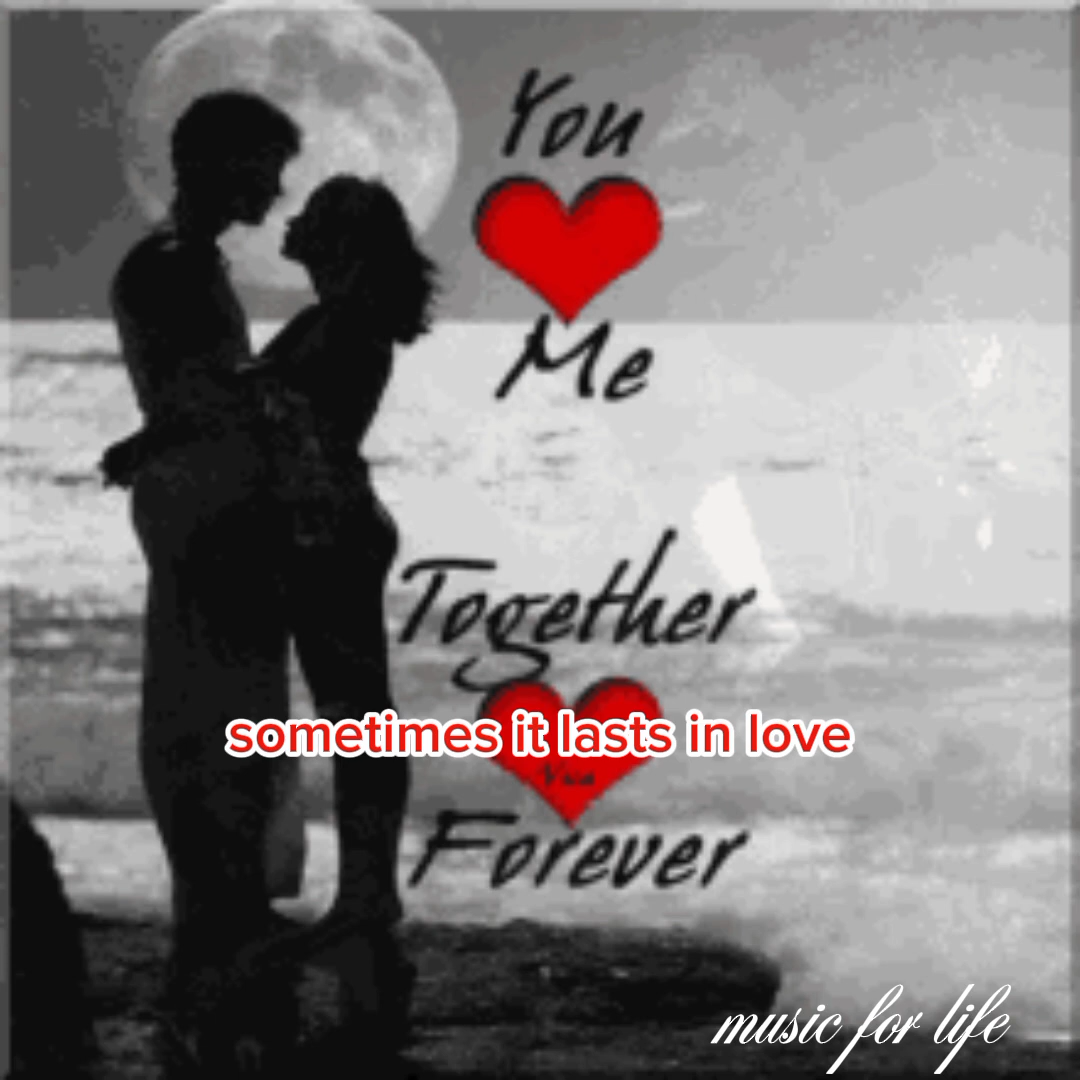 You
Me
Together
sometimes it lasts in love
Forever
music for life